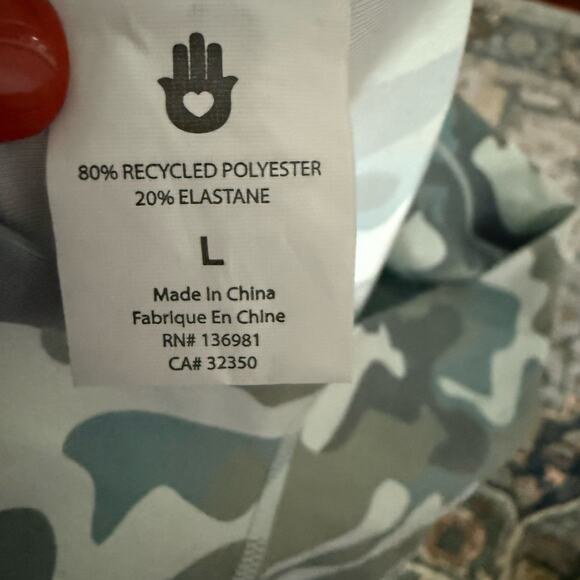 80% RECYCLED POLYESTER
20% ELASTANE
L
Made In China
Fabrique En Chine
RN# 136981
CA# 32350